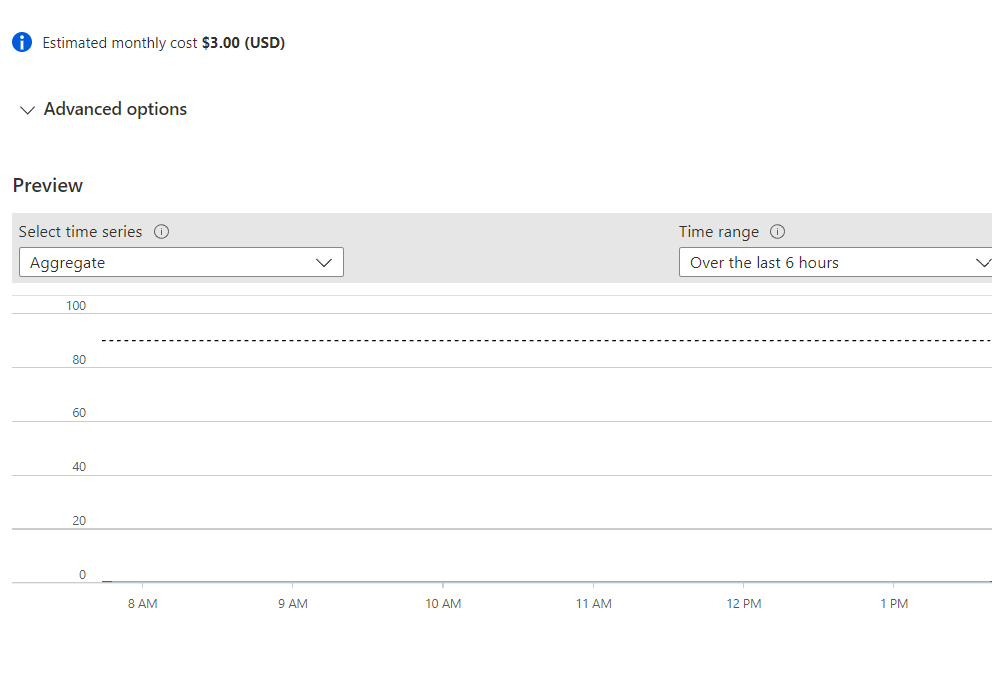 Estimated monthly cost $3.00 (USD)
Advanced options
Preview
Select time series
Time range
Aggregate
Over the last 6 hours
100
80
60
40
20
0
8 AM 9 AM 10 AM 11 AM 12 PM 1 PM